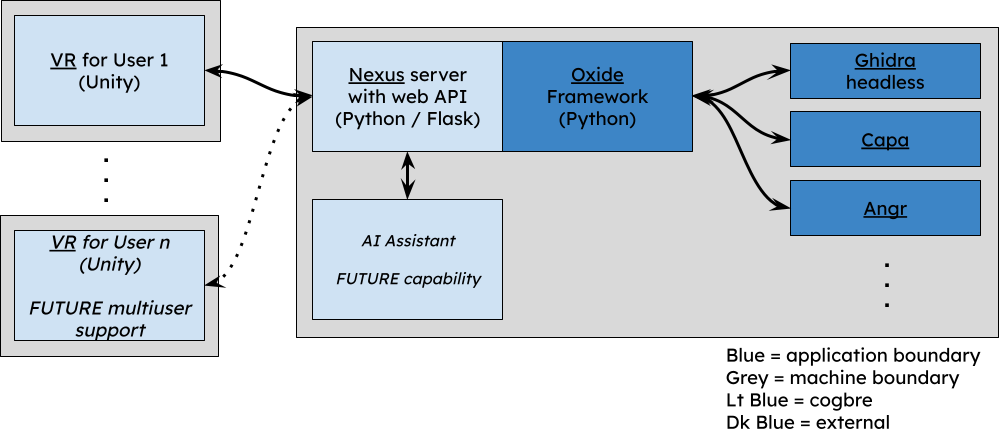 VR for User 1
(Unity)
VR for User n
(Unity)
FUTURE multiuser
support
Nexus server
with web API
(Python / Flask)
Oxide
Framework
(Python)
AI Assistant
FUTURE capability
Ghidra
headless
Capa
Angr
Blue = application boundary
Grey = machine boundary
Lt Blue = cogbre
Dk Blue = external